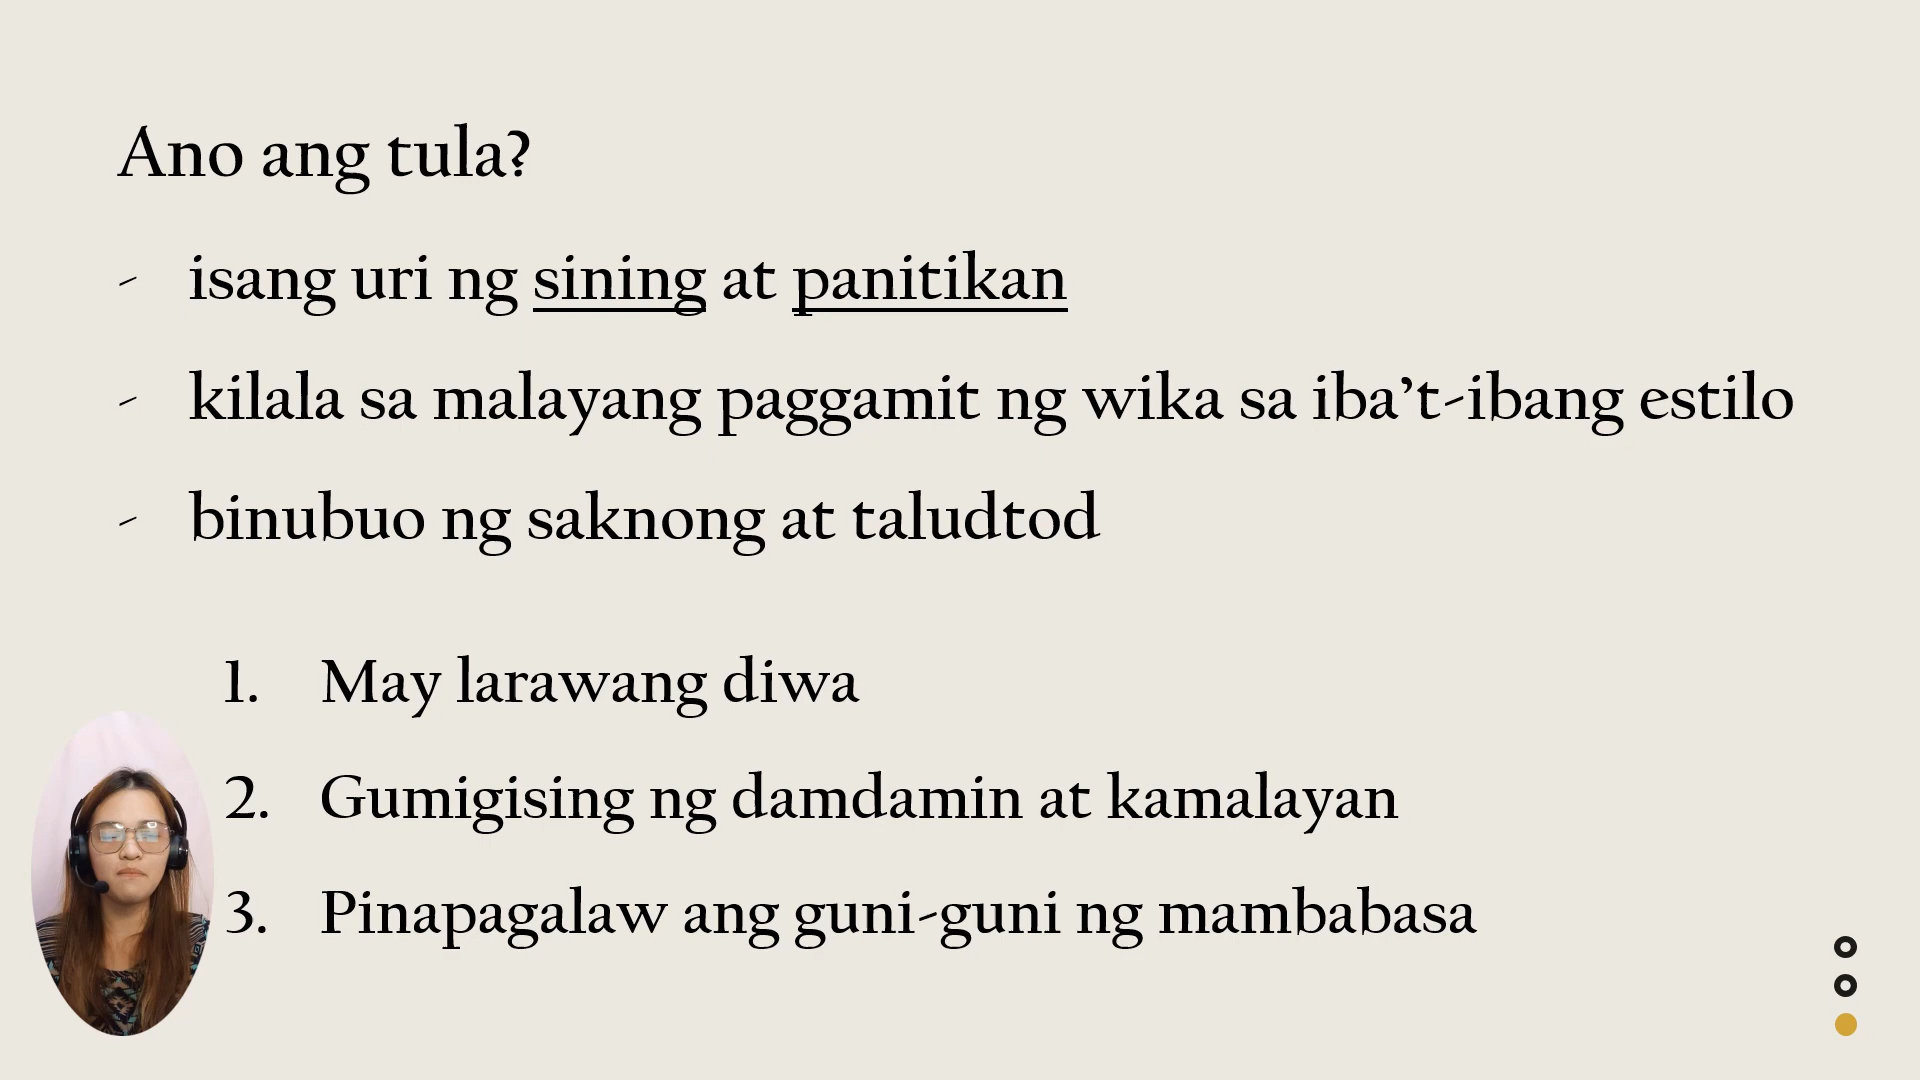 Ano ang tula?
- isang uri ng sining at panitikan
- kilala sa malayang paggamit ng wika sa iba’t-ibang estilo
- binubuo ng saknong at taludtod
1. May larawang diwa
2. Gumigising ng damdamin at kamalayan
3. Pinapagalaw ang guni-guni ng mambabasa